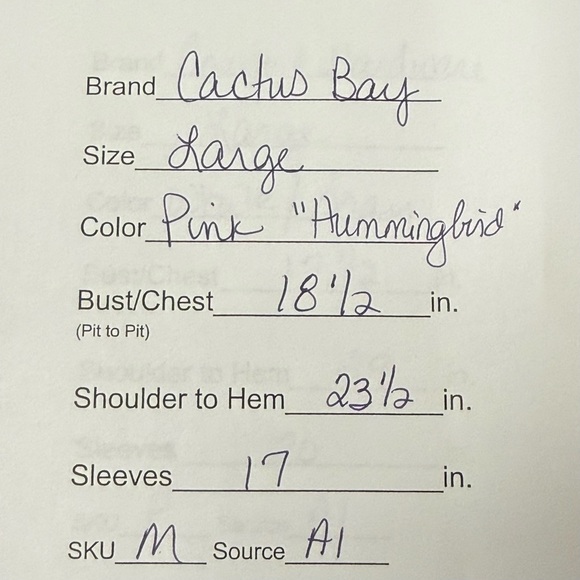 Brand Cactus Bay
Size Large
Color Pink "Hummingbird"
Bust/Chest 18 1/2 in.
(Pit to Pit)
Shoulder to Hem 23 1/2 in.
Sleeves 17 in.
SKU M Source A1